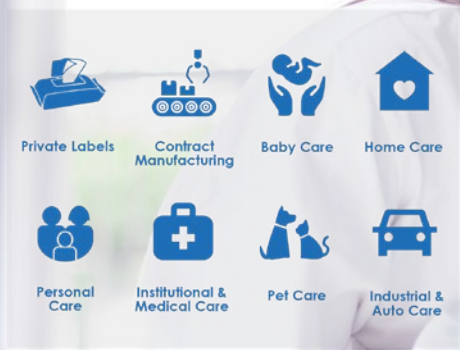 Private Labels
Contract
Manufacturing
Baby Care
Home Care
Personal
Care
Institutional &
Medical Care
Pet Care
Industrial &
Auto Care